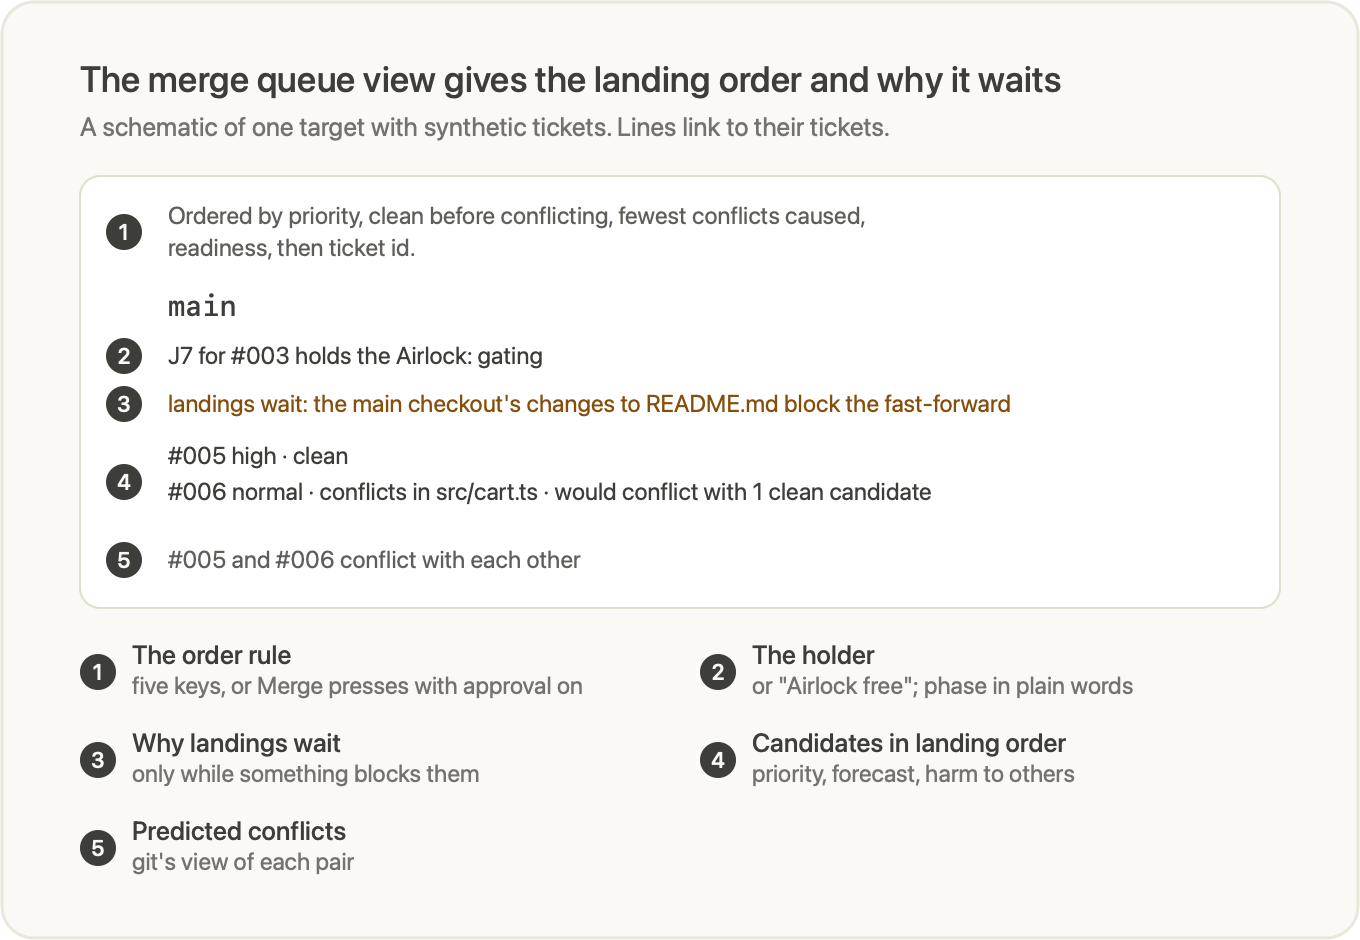 The merge queue view gives the landing order and why it waits
A schematic of one target with synthetic tickets. Lines link to their tickets.
1 Ordered by priority, clean before conflicting, fewest conflicts caused,
readiness, then ticket id.
main
2 J7 for #003 holds the Airlock: gating
3 landings wait: the main checkout's changes to README.md block the fast-forward
#005 high · clean
4
#006 normal · conflicts in src/cart.ts · would conflict with 1 clean candidate
5 #005 and #006 conflict with each other
1 The order rule
five keys, or Merge presses with approval on
2 The holder
or "Airlock free"; phase in plain words
3 Why landings wait
only while something blocks them
4 Candidates in landing order
priority, forecast, harm to others
5 Predicted conflicts
git's view of each pair